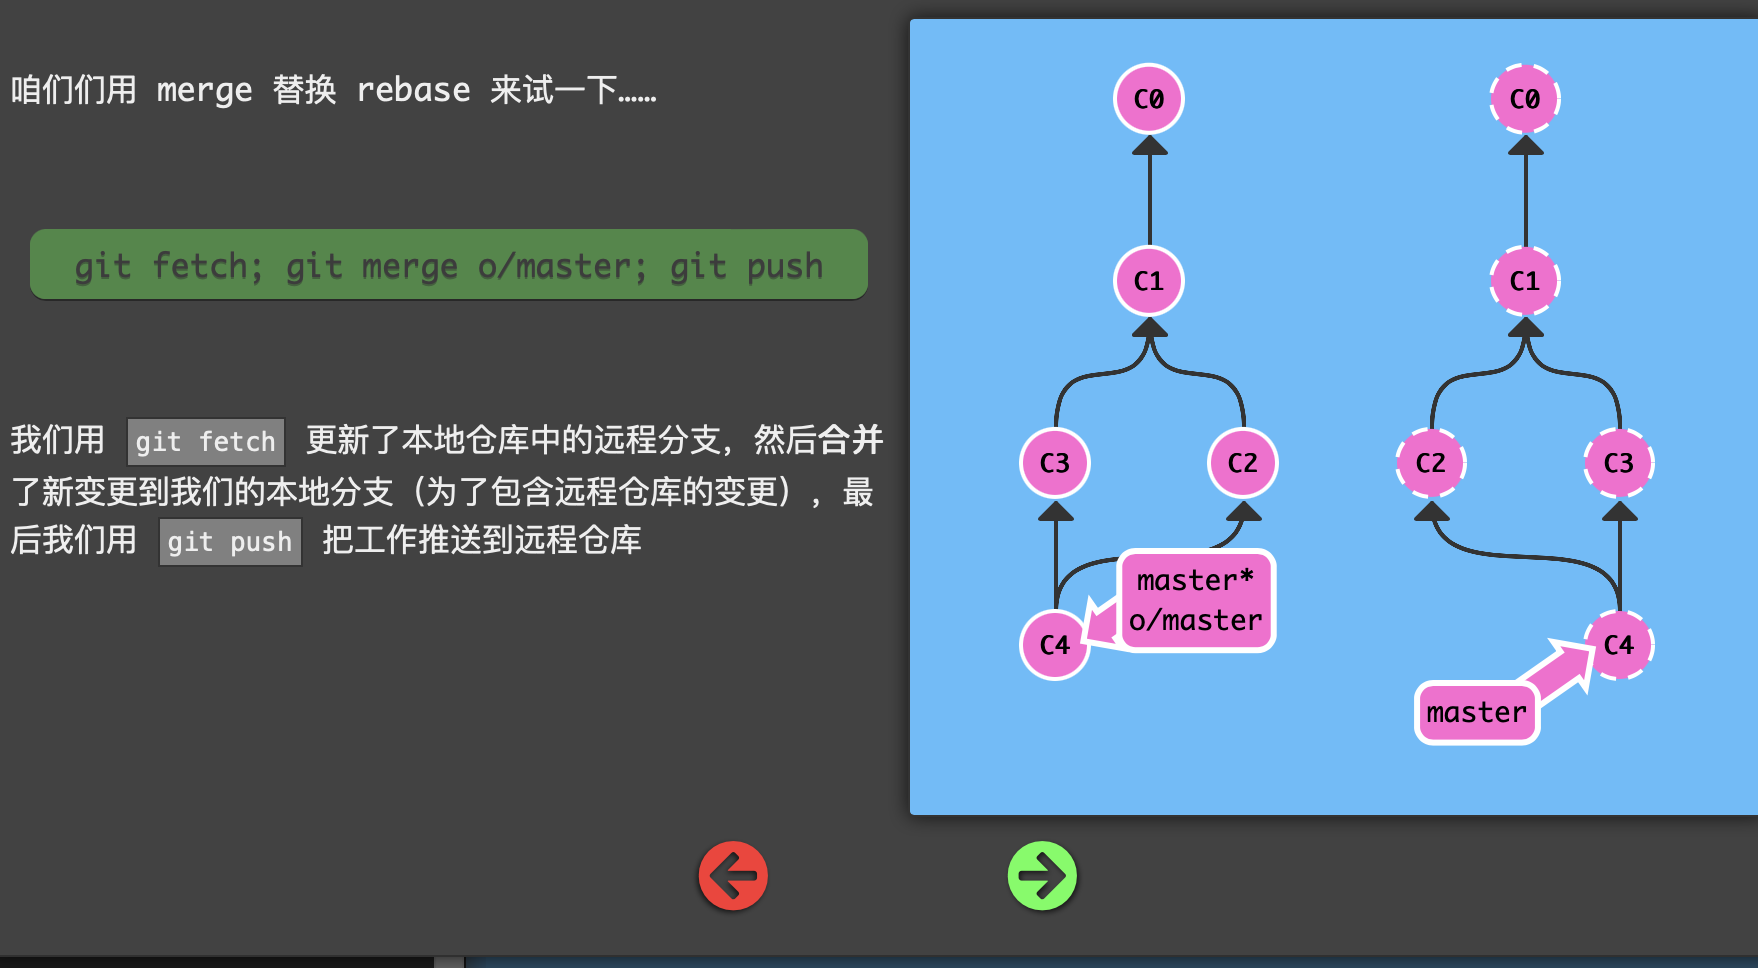 咱们们用 merge 替换 rebase 来试一下……
git fetch; git merge o/master; git push
我们用 git fetch 更新了本地仓库中的远程分支，然后合并
了新变更到我们的本地分支（为了包含远程仓库的变更），最
后我们用 git push 把工作推送到远程仓库
C0
C1
C3
C2
master*
o/master
C4
C0
C1
C2
C3
C4
master